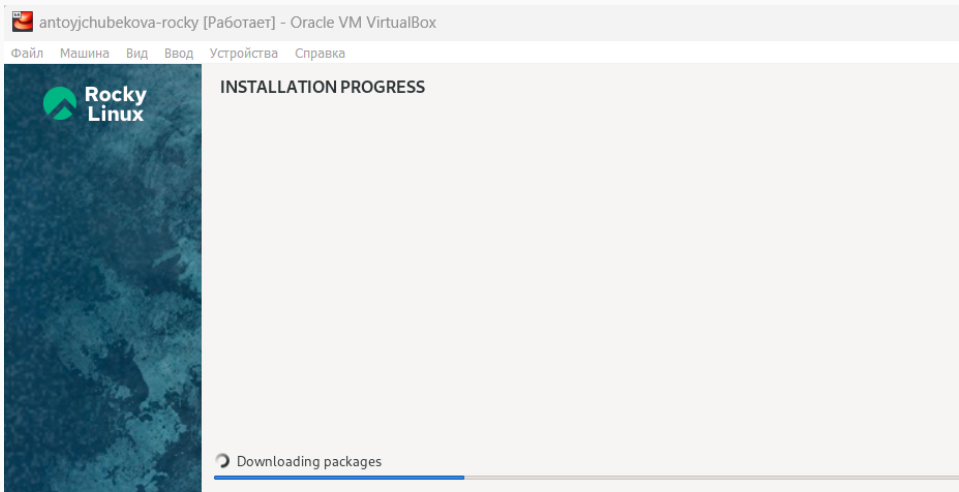 antoyjchubekova-rocky [Работает] - Oracle VM VirtualBox
Файл Машина Вид Ввод Устройства Справка
Rocky
Linux
INSTALLATION PROGRESS
Downloading packages